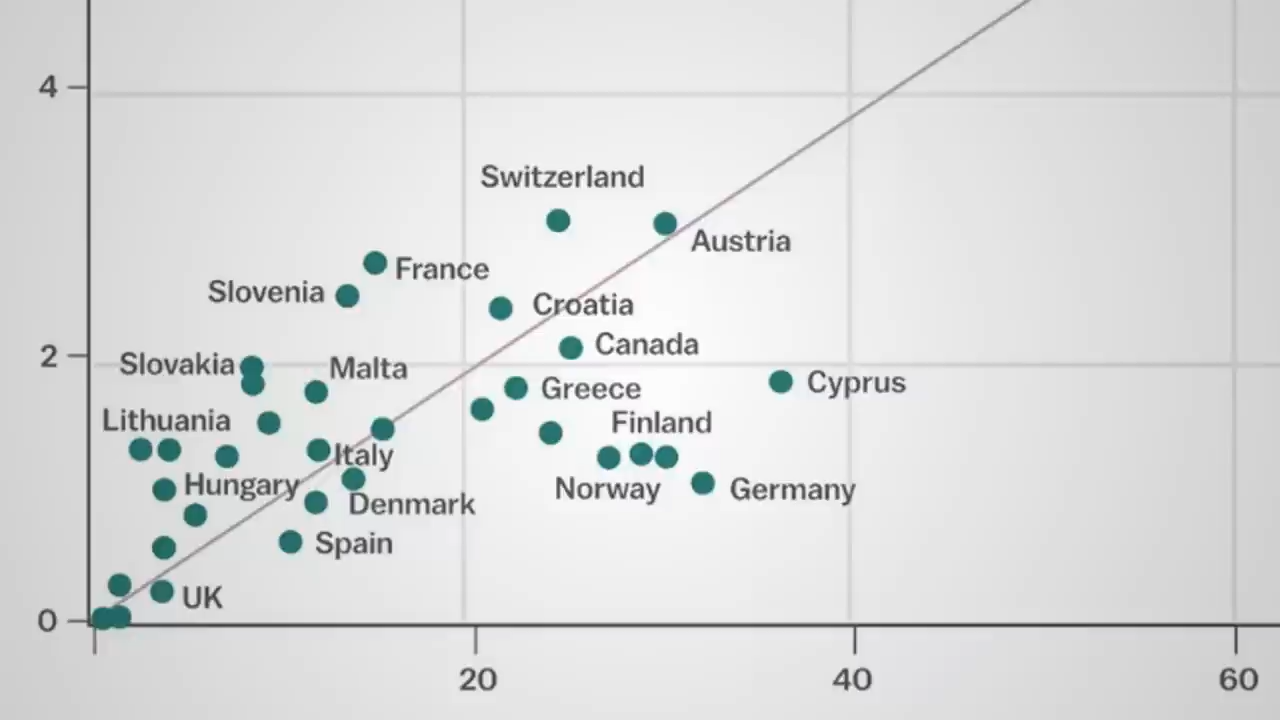 4
Switzerland
Austria
France
Slovenia
Croatia
Canada
2
Slovakia
Malta
Greece
Cyprus
Lithuania
Finland
Italy
Hungary
Norway
Germany
Denmark
Spain
UK
0
20
40
60